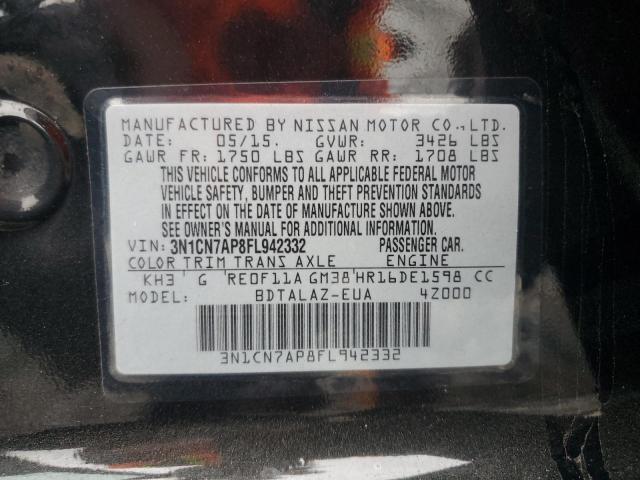 MANUFACTURED BY NISSAN MOTOR CO.,LTD.
DATE: 05/15. GVWR: 3426 LBS
GAWR FR: 1750 LBS GAWR RR: 1708 LBS
THIS VEHICLE CONFORMS TO ALL APPLICABLE FEDERAL MOTOR
VEHICLE SAFETY, BUMPER AND THEFT PREVENTION STANDARDS
IN EFFECT ON THE DATE OF MANUFACTURE SHOWN ABOVE.
SEE OWNER'S MANUAL FOR ADDITIONAL INFORMATION.
VIN: 3N1CN7AP8FL942332 PASSENGER CAR.
COLOR TRIM TRANS AXLE ENGINE
KH3 G RE0F11A GM38 HR16DE1598 CC
MODEL: BDTALAZ-EUA 4Z000
3N1CN7AP8FL942332